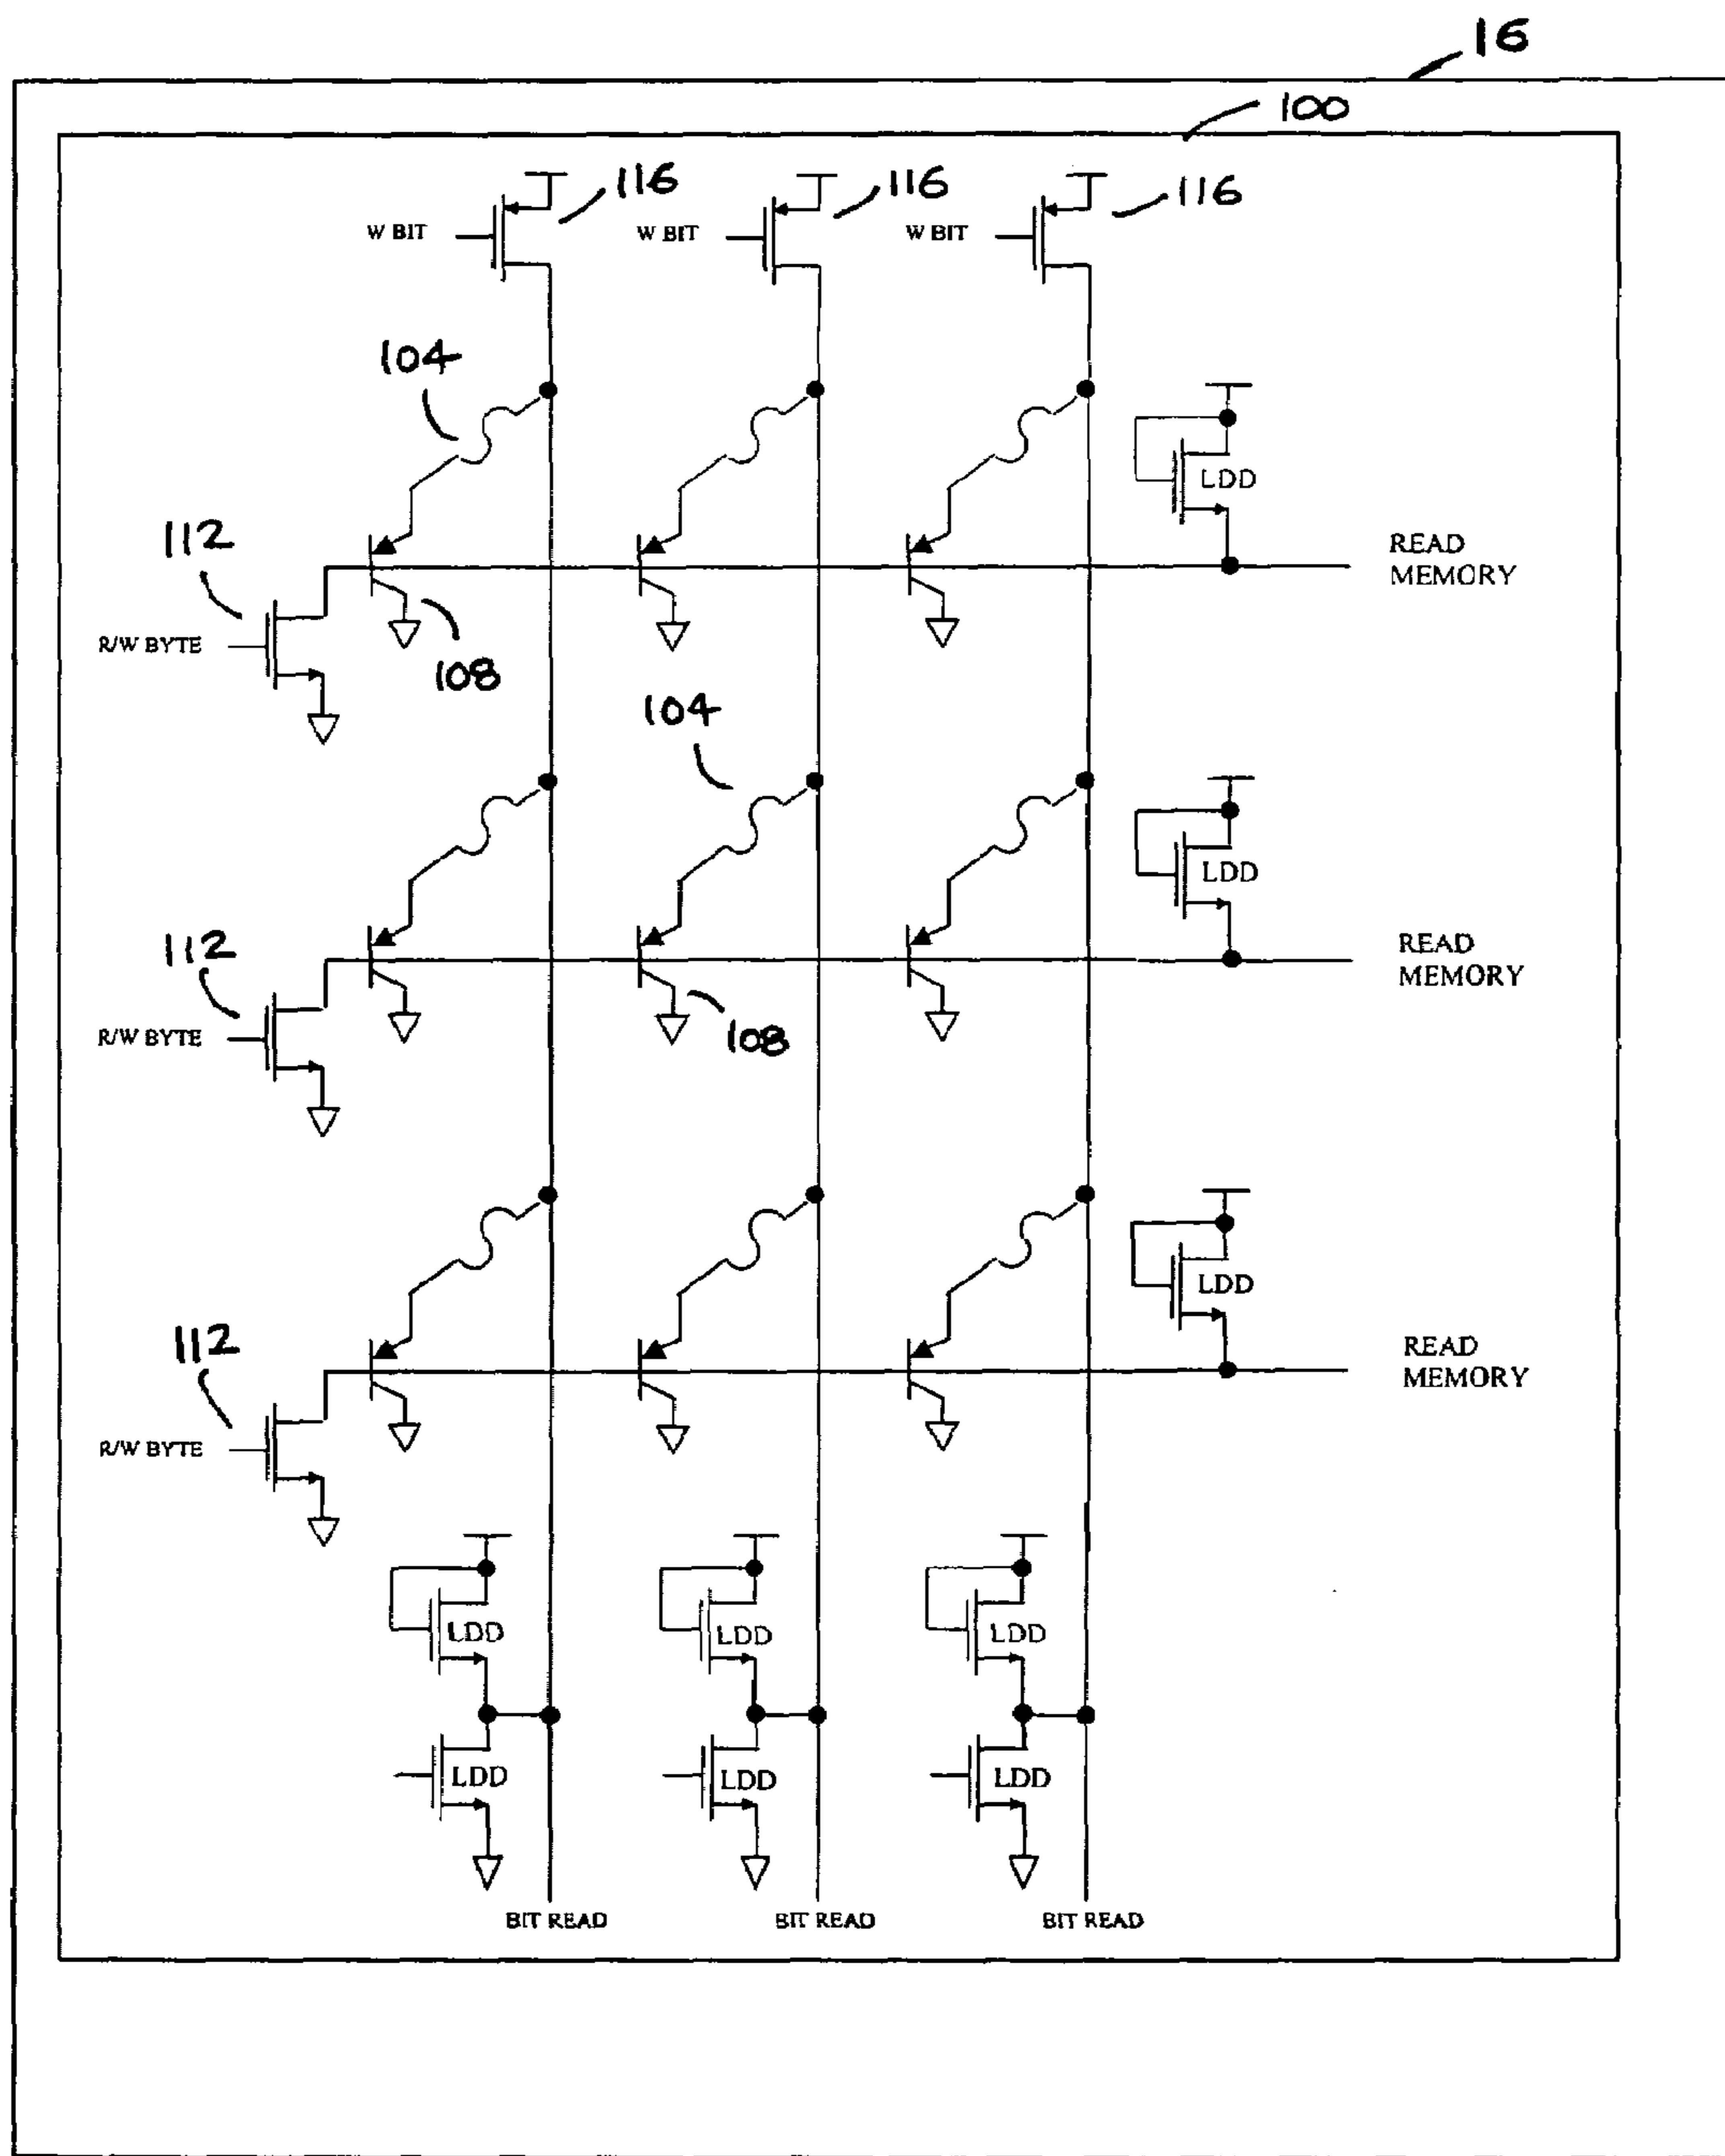 16
100
116
116
116
W BIT
W BIT
W BIT
104
LDD
112
READ
MEMORY
R/W BYTE
108
104
LDD
112
READ
MEMORY
R/W BYTE
108
LDD
112
READ
MEMORY
R/W BYTE
LDD
LDD
LDD
LDD
LDD
LDD
BIT READ
BIT READ
BIT READ